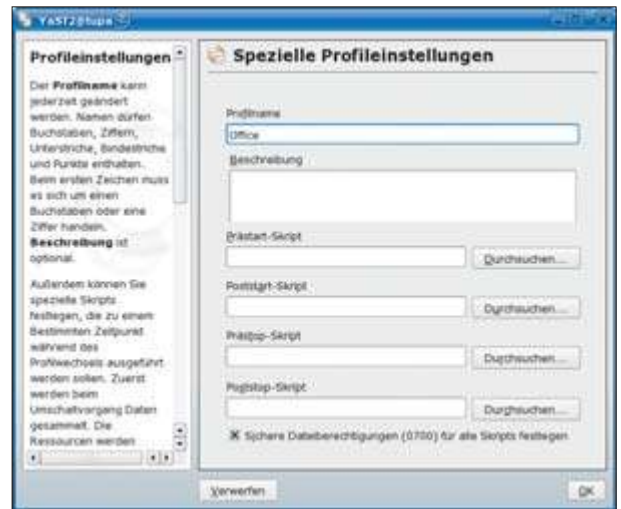 YaST2@tupa
Profileinstellungen
Der Profilname kann
jederzeit geändert
werden. Namen dürfen
Buchstaben, Ziffern,
Unterstriche, Bindestriche
und Punkte enthalten.
Beim ersten Zeichen muss
es sich um einen
Buchstaben oder eine
Ziffer handeln.
Beschreibung ist
optional.
Außerdem können Sie
spezielle Skripts
festlegen, die zu einem
Bestimmten Zeitpunkt
während des
Profilwechsels ausgeführt
werden sollen. Zuerst
werden beim
Umschaltvorgang Daten
gesammelt. Die
Ressourcen werden
Spezielle Profileinstellungen
Profilname
Office
Beschreibung
Prästart-Skript
Durchsuchen...
Poststart-Skript
Durchsuchen...
Prästop-Skript
Durchsuchen...
Poststop-Skript
Durchsuchen...
Sichere Dateiberechtigungen (0700) für alle Skripts festlegen
Verwerfen
OK